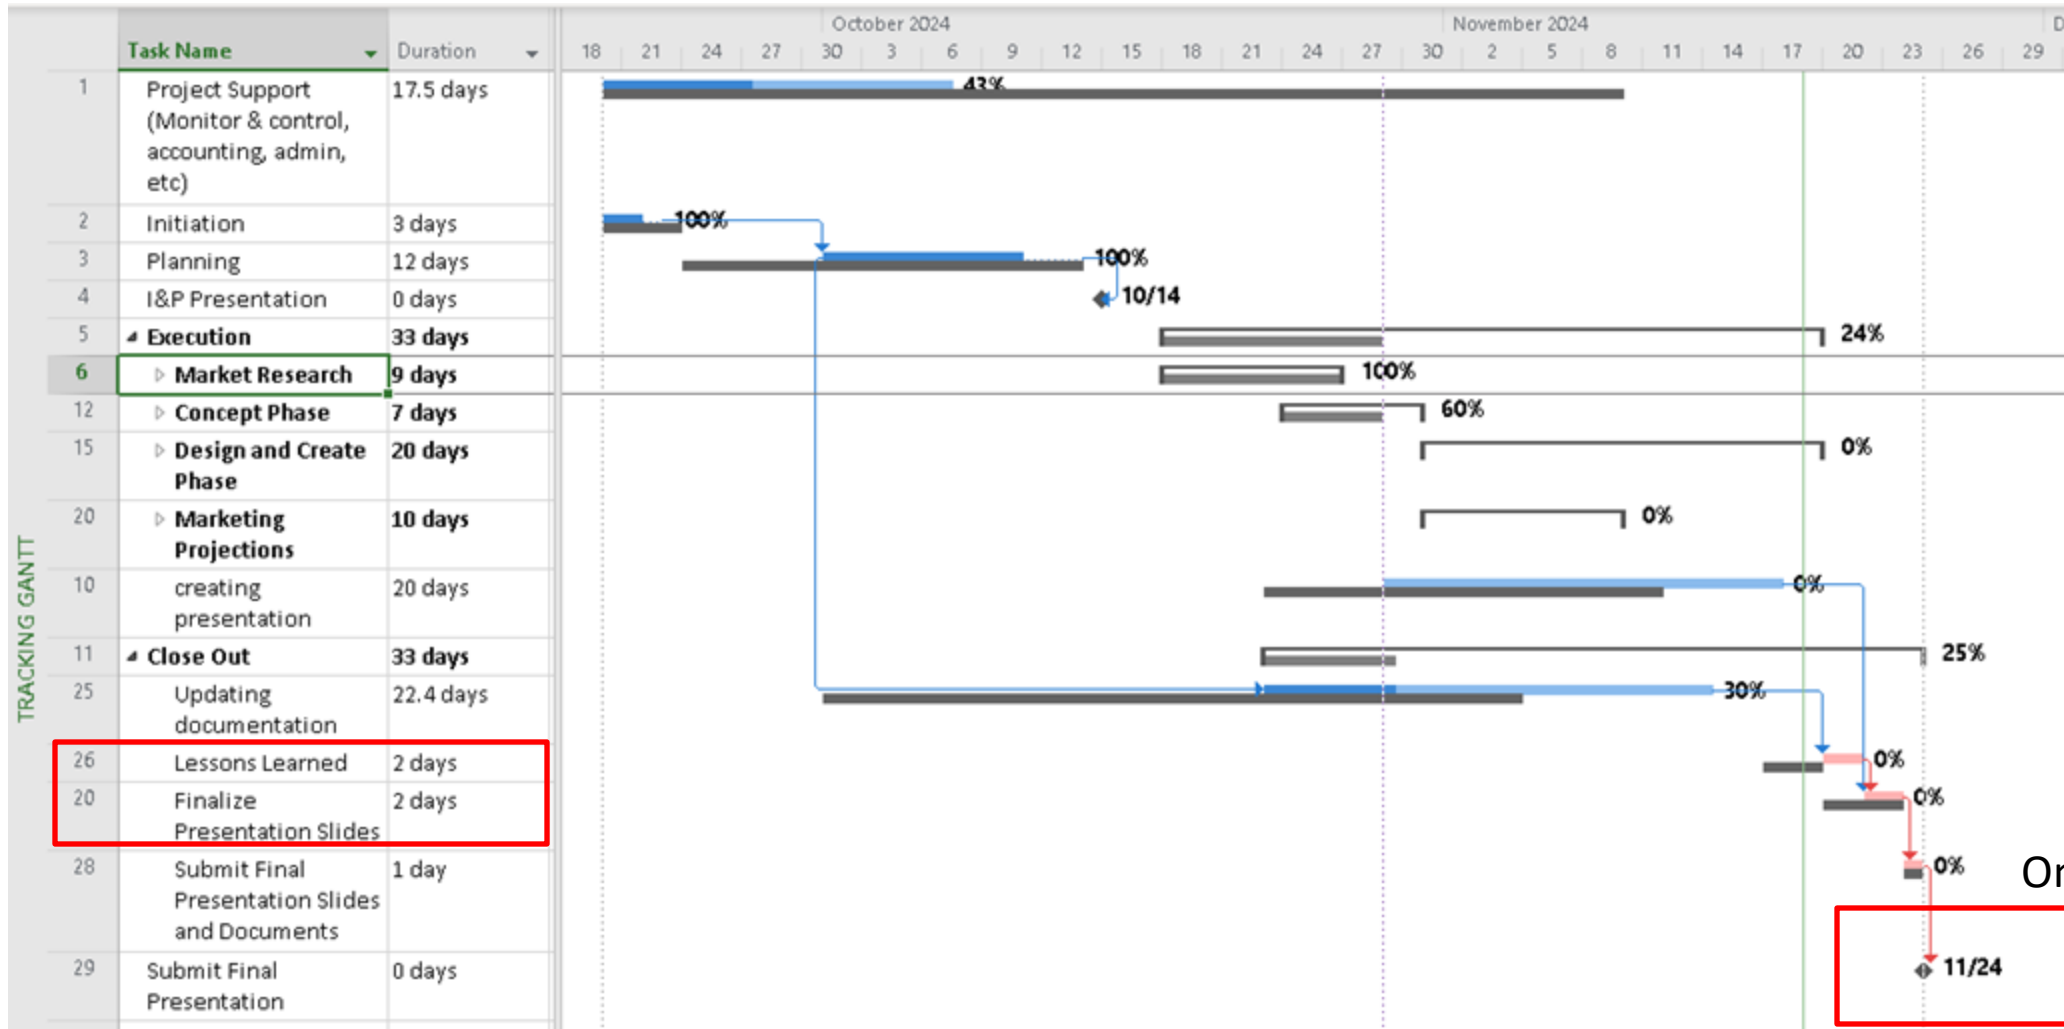 October 2024 November 2024 D
Task Name Duration 18 21 24 27 30 3 6 9 12 15 18 21 24 27 30 2 5 8 11 14 17 20 23 26 29
1 Project Support 17.5 days 43%
(Monitor & control,
accounting, admin,
etc)
2 Initiation 3 days 100%
3 Planning 12 days 100%
4 I&P Presentation 0 days 10/14
5 Execution 33 days 24%
6 Market Research 9 days 100%
12 Concept Phase 7 days 60%
15 Design and Create 20 days 0%
Phase
20 Marketing 10 days 0%
Projections
10 creating 20 days 0%
presentation
11 Close Out 33 days 25%
25 Updating 22.4 days 30%
documentation
26 Lessons Learned 2 days 0%
20 Finalize 2 days 0%
Presentation Slides
28 Submit Final 1 day 0%
Presentation Slides
and Documents
29 Submit Final 0 days 11/24
Presentation
TRACKING GANTT